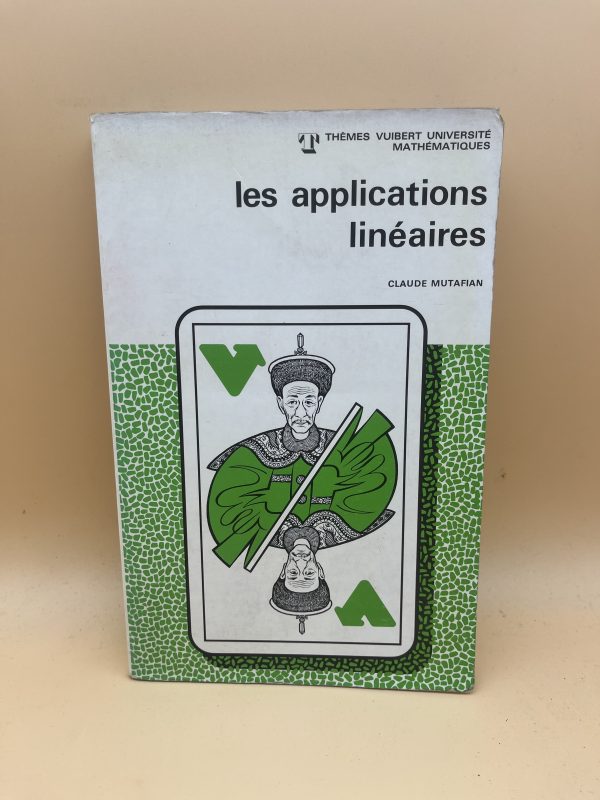 THÈMES VUIBERT UNIVERSITÉ
MATHÉMATIQUES
les applications
linéaires
CLAUDE MUTAFIAN
V
V